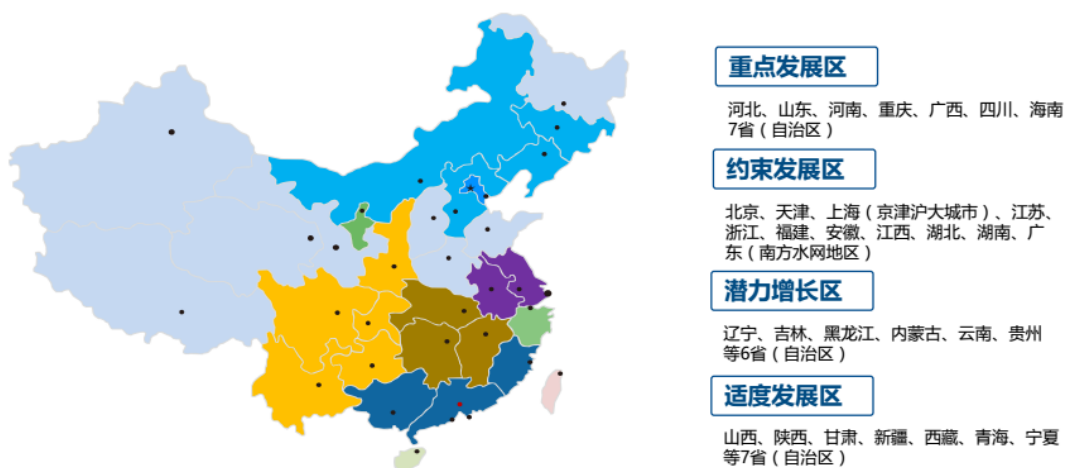 重点发展区
河北、山东、河南、重庆、广西、四川、海南
7省（自治区）
约束发展区
北京、天津、上海（京津沪大城市）、江苏、
浙江、福建、安徽、江西、湖北、湖南、广
东（南方水网地区）
潜力增长区
辽宁、吉林、黑龙江、内蒙古、云南、贵州
等6省（自治区）
适度发展区
山西、陕西、甘肃、新疆、西藏、青海、宁夏
等7省（自治区）